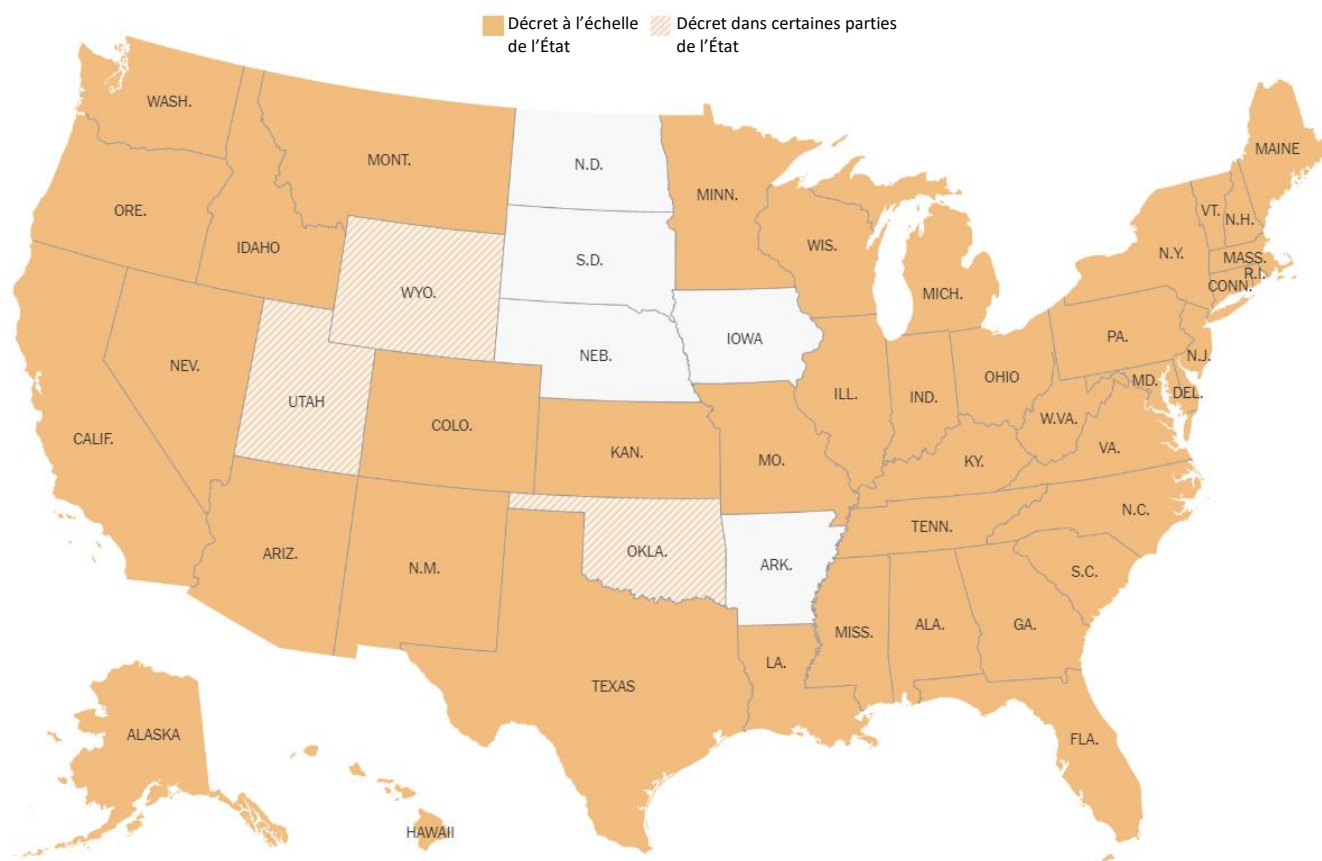 Décret à l’échelle
de l’État
Décret dans certaines parties
de l’État
WASH.
MONT.
N.D.
MINN.
MAINE
ORE.
IDAHO
WYO.
S.D.
WIS.
MICH.
N.Y.
VT.
N.H.
MASS.
R.I.
CONN.
NEV.
UTAH
NEB.
IOWA
PA.
N.J.
CALIF.
COLO.
KAN.
MO.
ILL.
IND.
OHIO
MD.
DEL.
W.VA.
VA.
KY.
ARIZ.
N.M.
OKLA.
ARK.
TENN.
N.C.
S.C.
TEXAS
LA.
MISS.
ALA.
GA.
FLA.
ALASKA
HAWAII